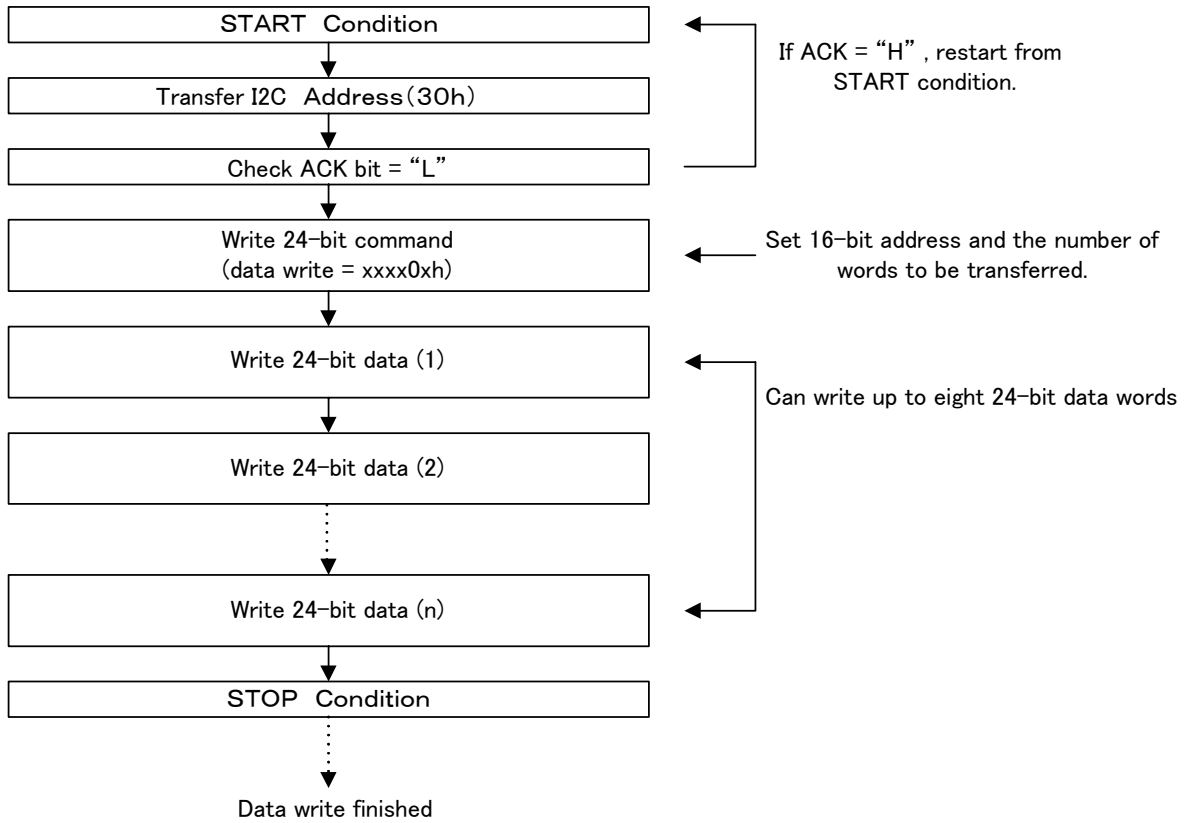 START Condition
If ACK = “H” , restart from
START condition.
Transfer I2C Address(30h)
Check ACK bit = “L”
Write 24-bit command
(data write = xxxx0xh)
Set 16-bit address and the number of
words to be transferred.
Write 24-bit data (1)
Can write up to eight 24-bit data words
Write 24-bit data (2)
Write 24-bit data (n)
STOP Condition
Data write finished